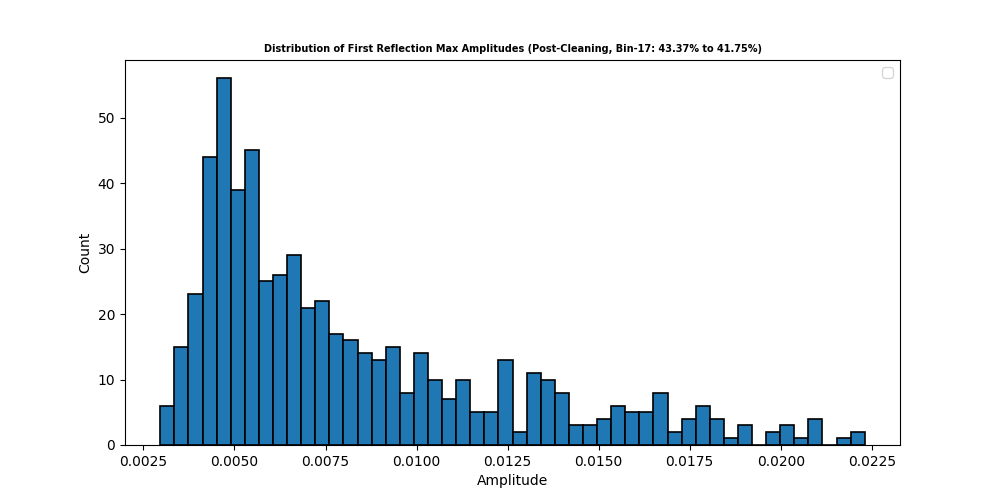 Distribution of First Reflection Max Amplitudes (Post-Cleaning, Bin-17: 43.37% to 41.75%)
50
40
30
20
10
0
Count
0.0025 0.0050 0.0075 0.0100 0.0125 0.0150 0.0175 0.0200 0.0225
Amplitude